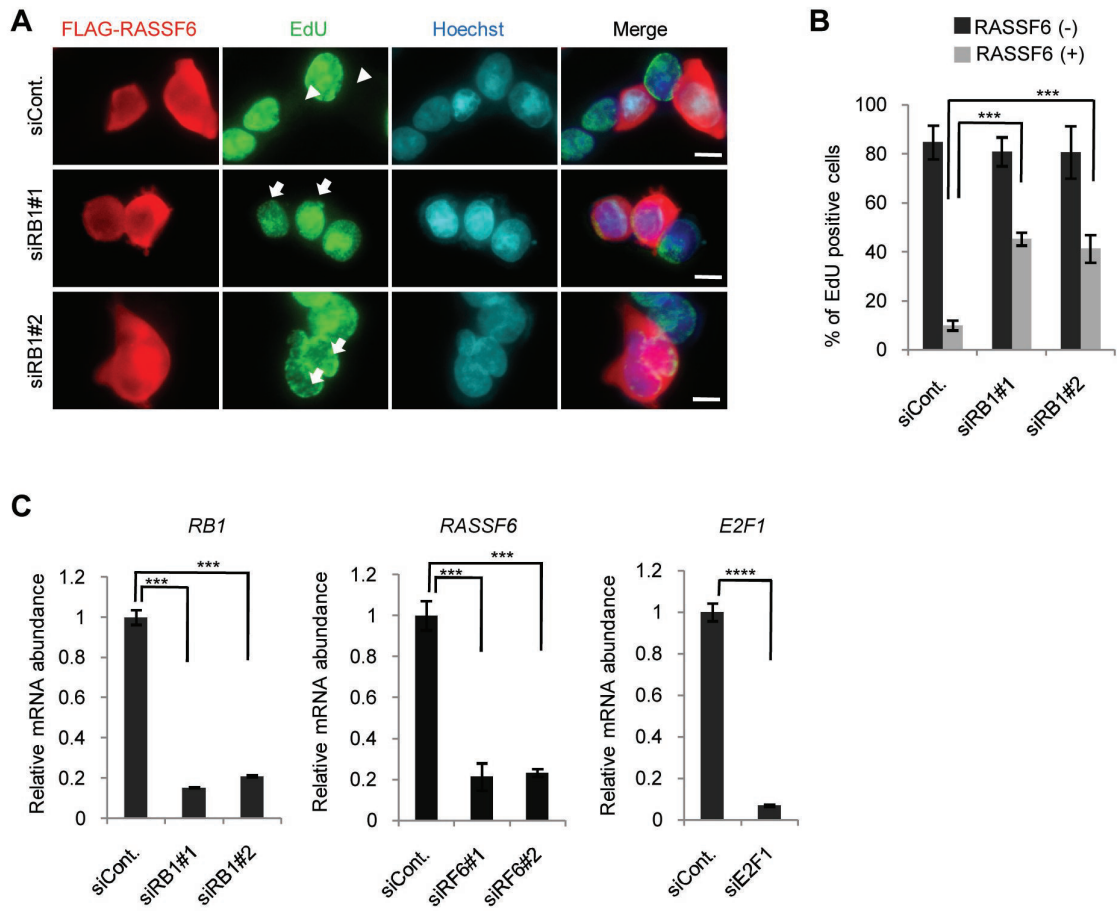 A
FLAG-RASSF6 EdU Hoechst Merge
siCont.
siRB1#1
siRB1#2
B
RASSF6 (-)
RASSF6 (+)
% of EdU positive cells
100
80
60
40
20
0
***
***
siCont. siRB1#1 siRB1#2
C
RB1
Relative mRNA abundance
1.2
1
0.8
0.6
0.4
0.2
0
***
***
siCont. siRB1#1 siRB1#2
RASSF6
Relative mRNA abundance
1.2
1
0.8
0.6
0.4
0.2
0
***
***
siCont. siRF6#1 siRF6#2
E2F1
Relative mRNA abundance
1.2
1
0.8
0.6
0.4
0.2
0
****
siCont. siE2F1